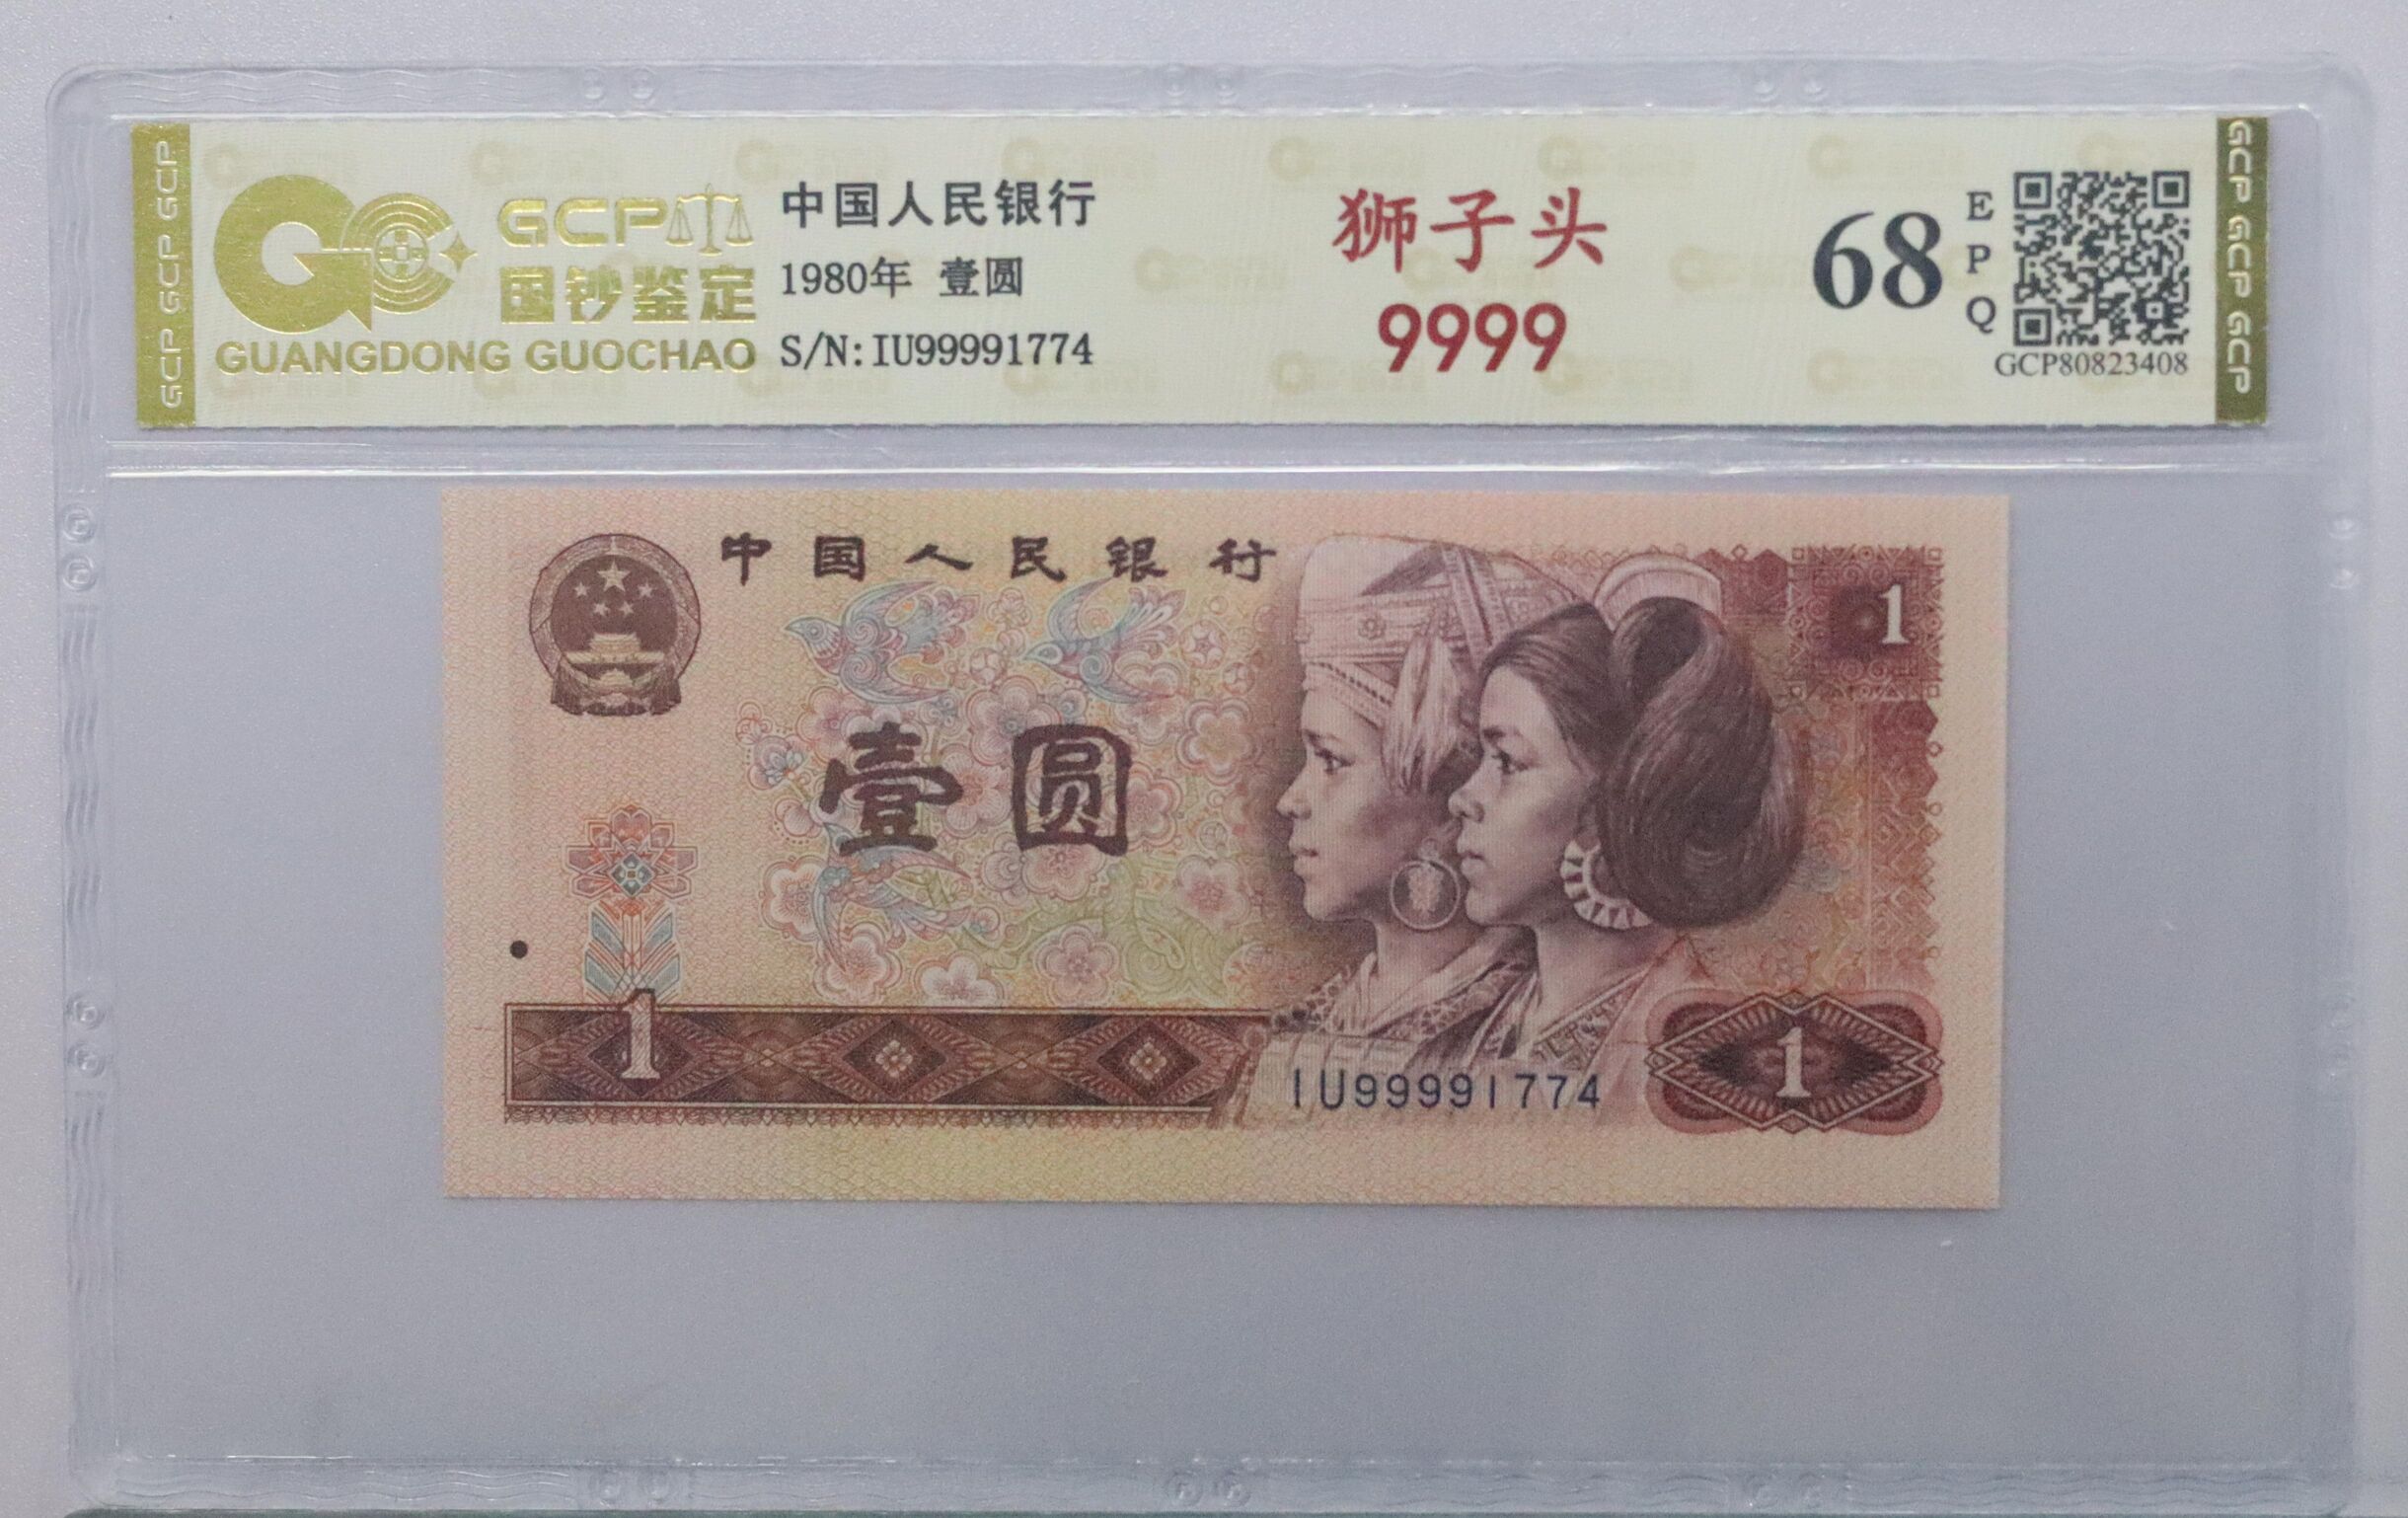 GCP GCP GCP
GCP
国钞鉴定
GUANGDONG GUOCHAO
中国人民银行
1980年 壹圆
S/N:IU99991774
狮子头
9999
68
EPQ
GCP80823408
GCP GCP GCP
中国人民银行
1
壹圆
1
IU99991774
1